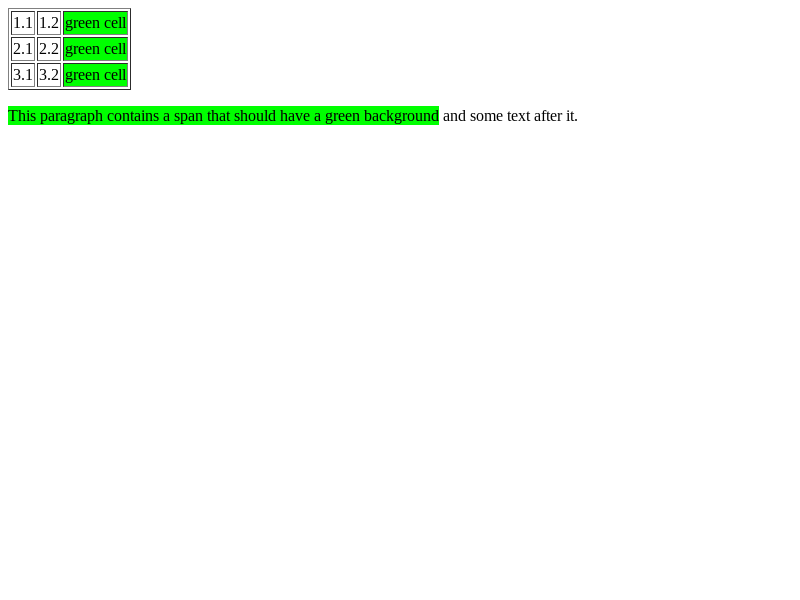 1.1 1.2 green cell
2.1 2.2 green cell
3.1 3.2 green cell
This paragraph contains a span that should have a green background and some text after it.